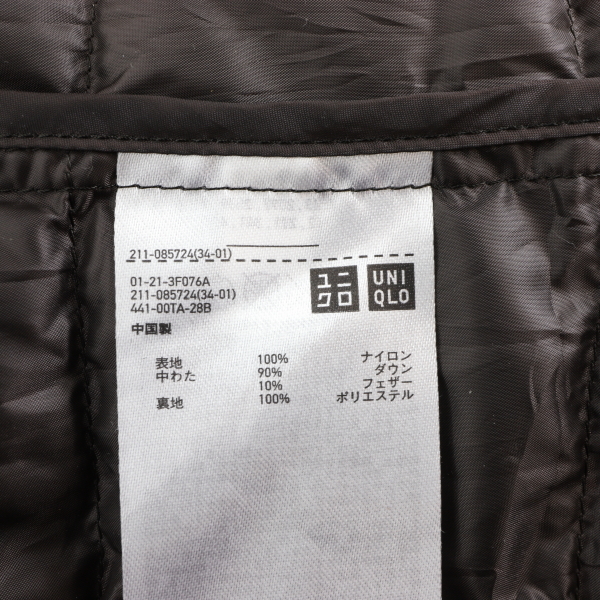 211-085724(34-01)
01-21-3F076A
211-085724(34-01)
441-00TA-28B
中国製
ユニ
クロ
UNI
QLO
表地 100% ナイロン
中わた 90% ダウン
10% フェザー
裏地 100% ポリエステル